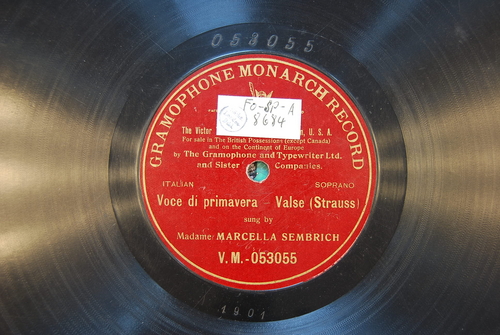 053055
GRAMOPHONE MONARCH RECORD
FO-SP-A
8684
The Victor
U. S. A.
For sale in The British Possessions (except Canada)
and on the Continent of Europe
by The Gramophone and Typewriter Ltd.
and Sister Companies.
ITALIAN SOPRANO
Voce di primavera - Valse (Strauss)
sung by
Madame MARCELLA SEMBRICH
V. M.-053055
1901